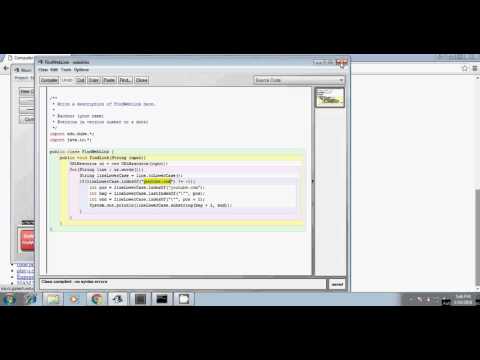 FindWebLink - weblinks
Class Edit Tools Options
Compile Undo Cut Copy Paste Find... Close
Source Code
/**
* Write a description of FindWebLink here.
*
* @author (your name)
* @version (a version number or a date)
*/
import edu.duke.*;
import java.io.*;
public class FindWebLink {
public void findLink(String input){
URLResource ur = new URLResource(input);
for(String line : ur.words()){
String lineLowerCase = line.toLowerCase();
if(lineLowerCase.indexOf("youtube.com") != -1){
int pos = lineLowerCase.indexOf("youtube.com");
int beg = lineLowerCase.lastIndexOf("\"", pos);
int end = lineLowerCase.indexOf("\"", pos + 1);
System.out.println(lineLowerCase.substring(beg + 1, end));
}
}
}
}
Class compiled - no syntax errors
saved